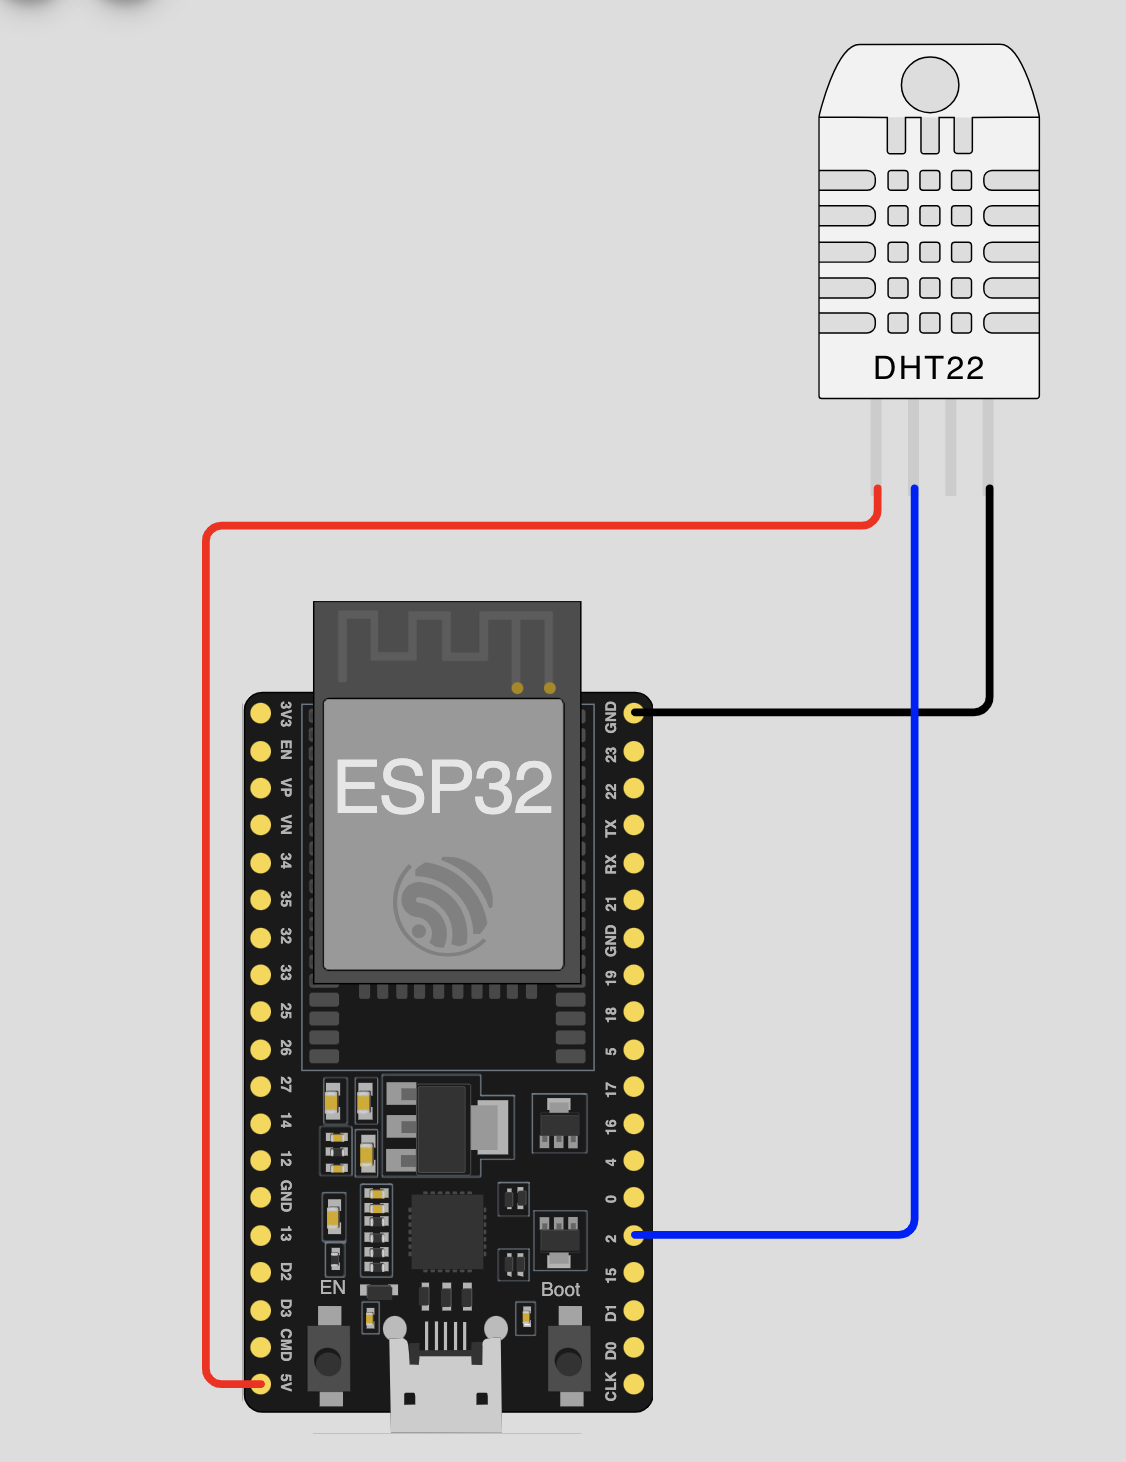 DHT22
ESP32
3V3
EN
VP
VN
34
35
32
33
25
26
27
14
12
GND
13
D2
D3
CMD
5V
GND
23
22
TX
RX
21
GND
19
18
5
17
16
4
0
2
15
D1
D0
CLK
EN
Boot